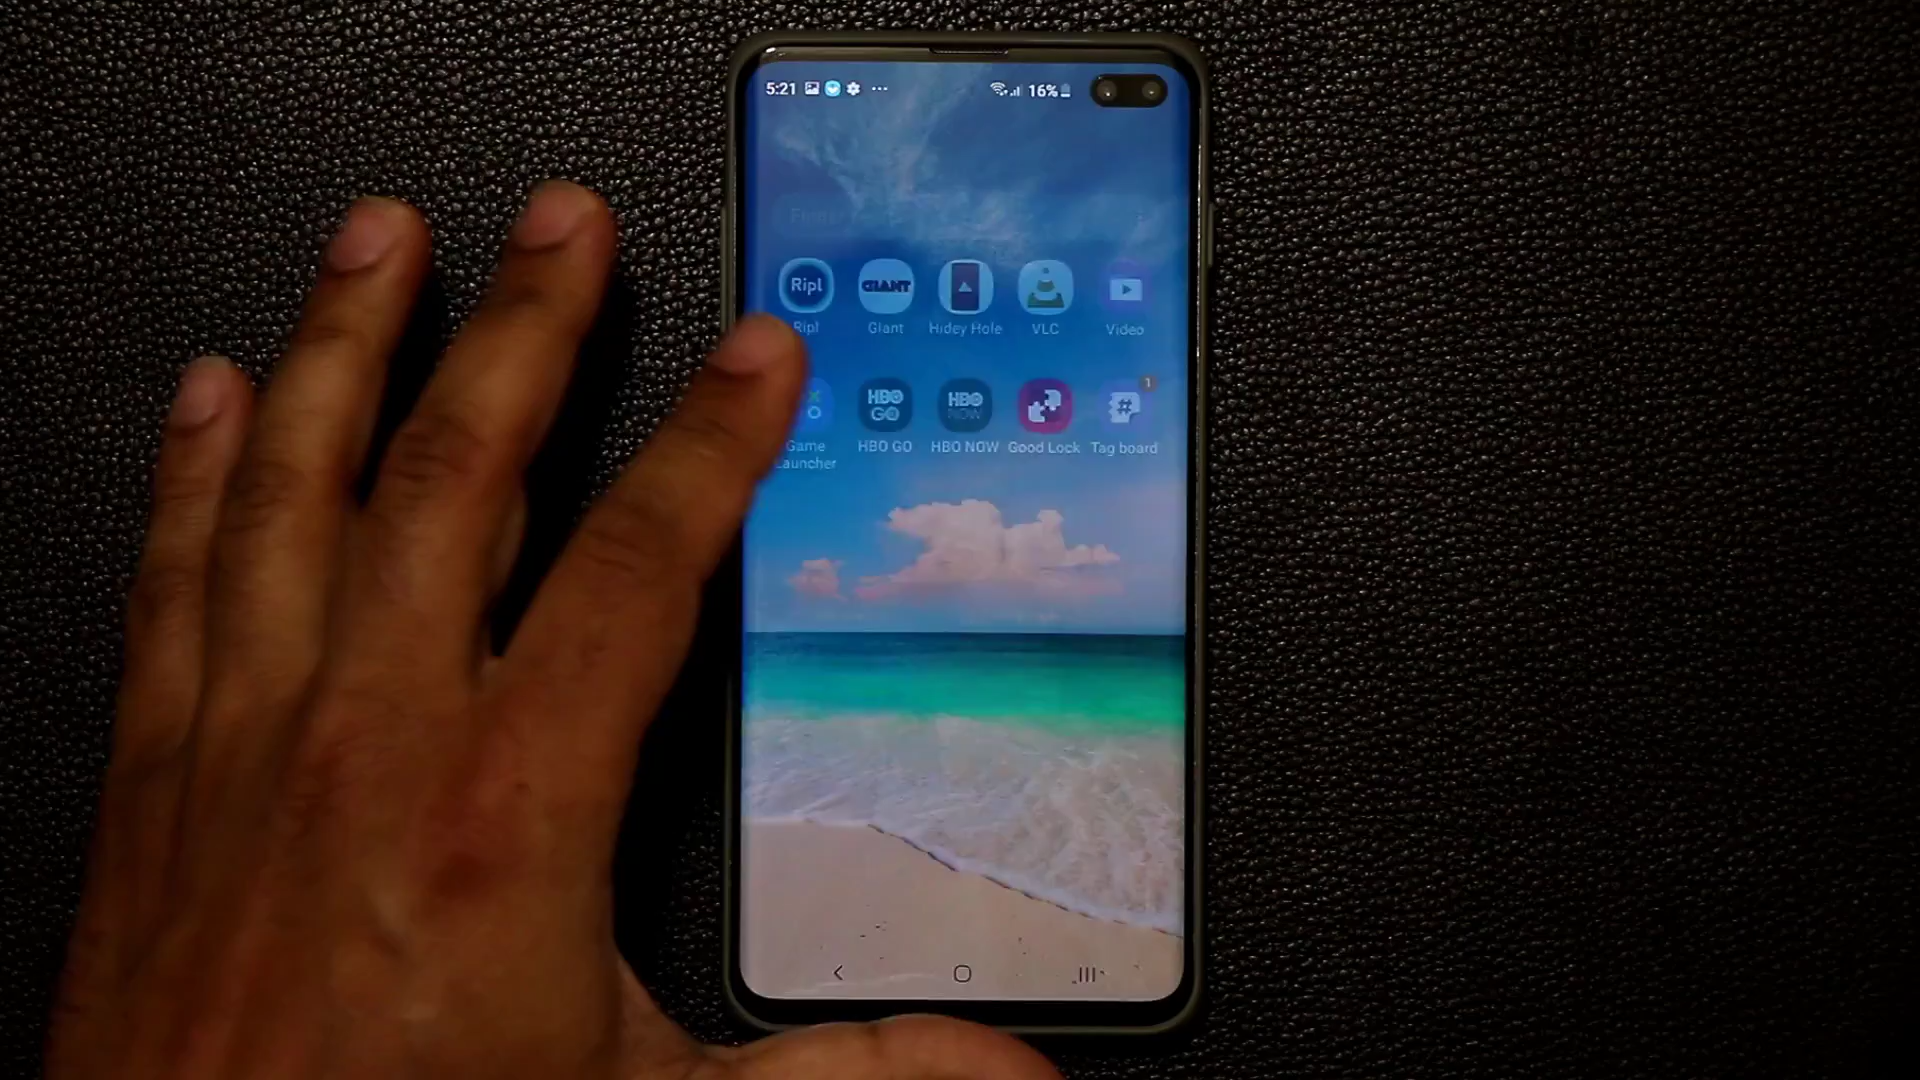 5:21 16%
Ripl GIANT
Ripl Giant Hidey Hole VLC Video
HBO GO HBO NOW # 1
Game Launcher HBO GO HBO NOW Good Lock Tag board